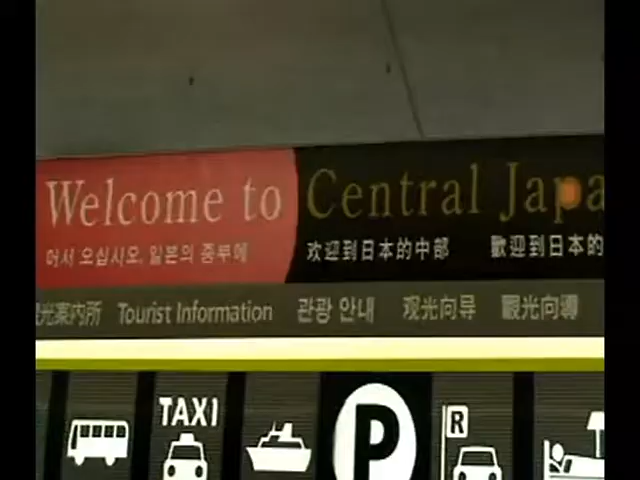 Welcome to Central Japa
어서 오십시오, 일본의 중부에 欢迎到日本的中部 歡迎到日本的
光案内所 Tourist Information 관광 안내 观光向导 觀光向導
TAXI
P R